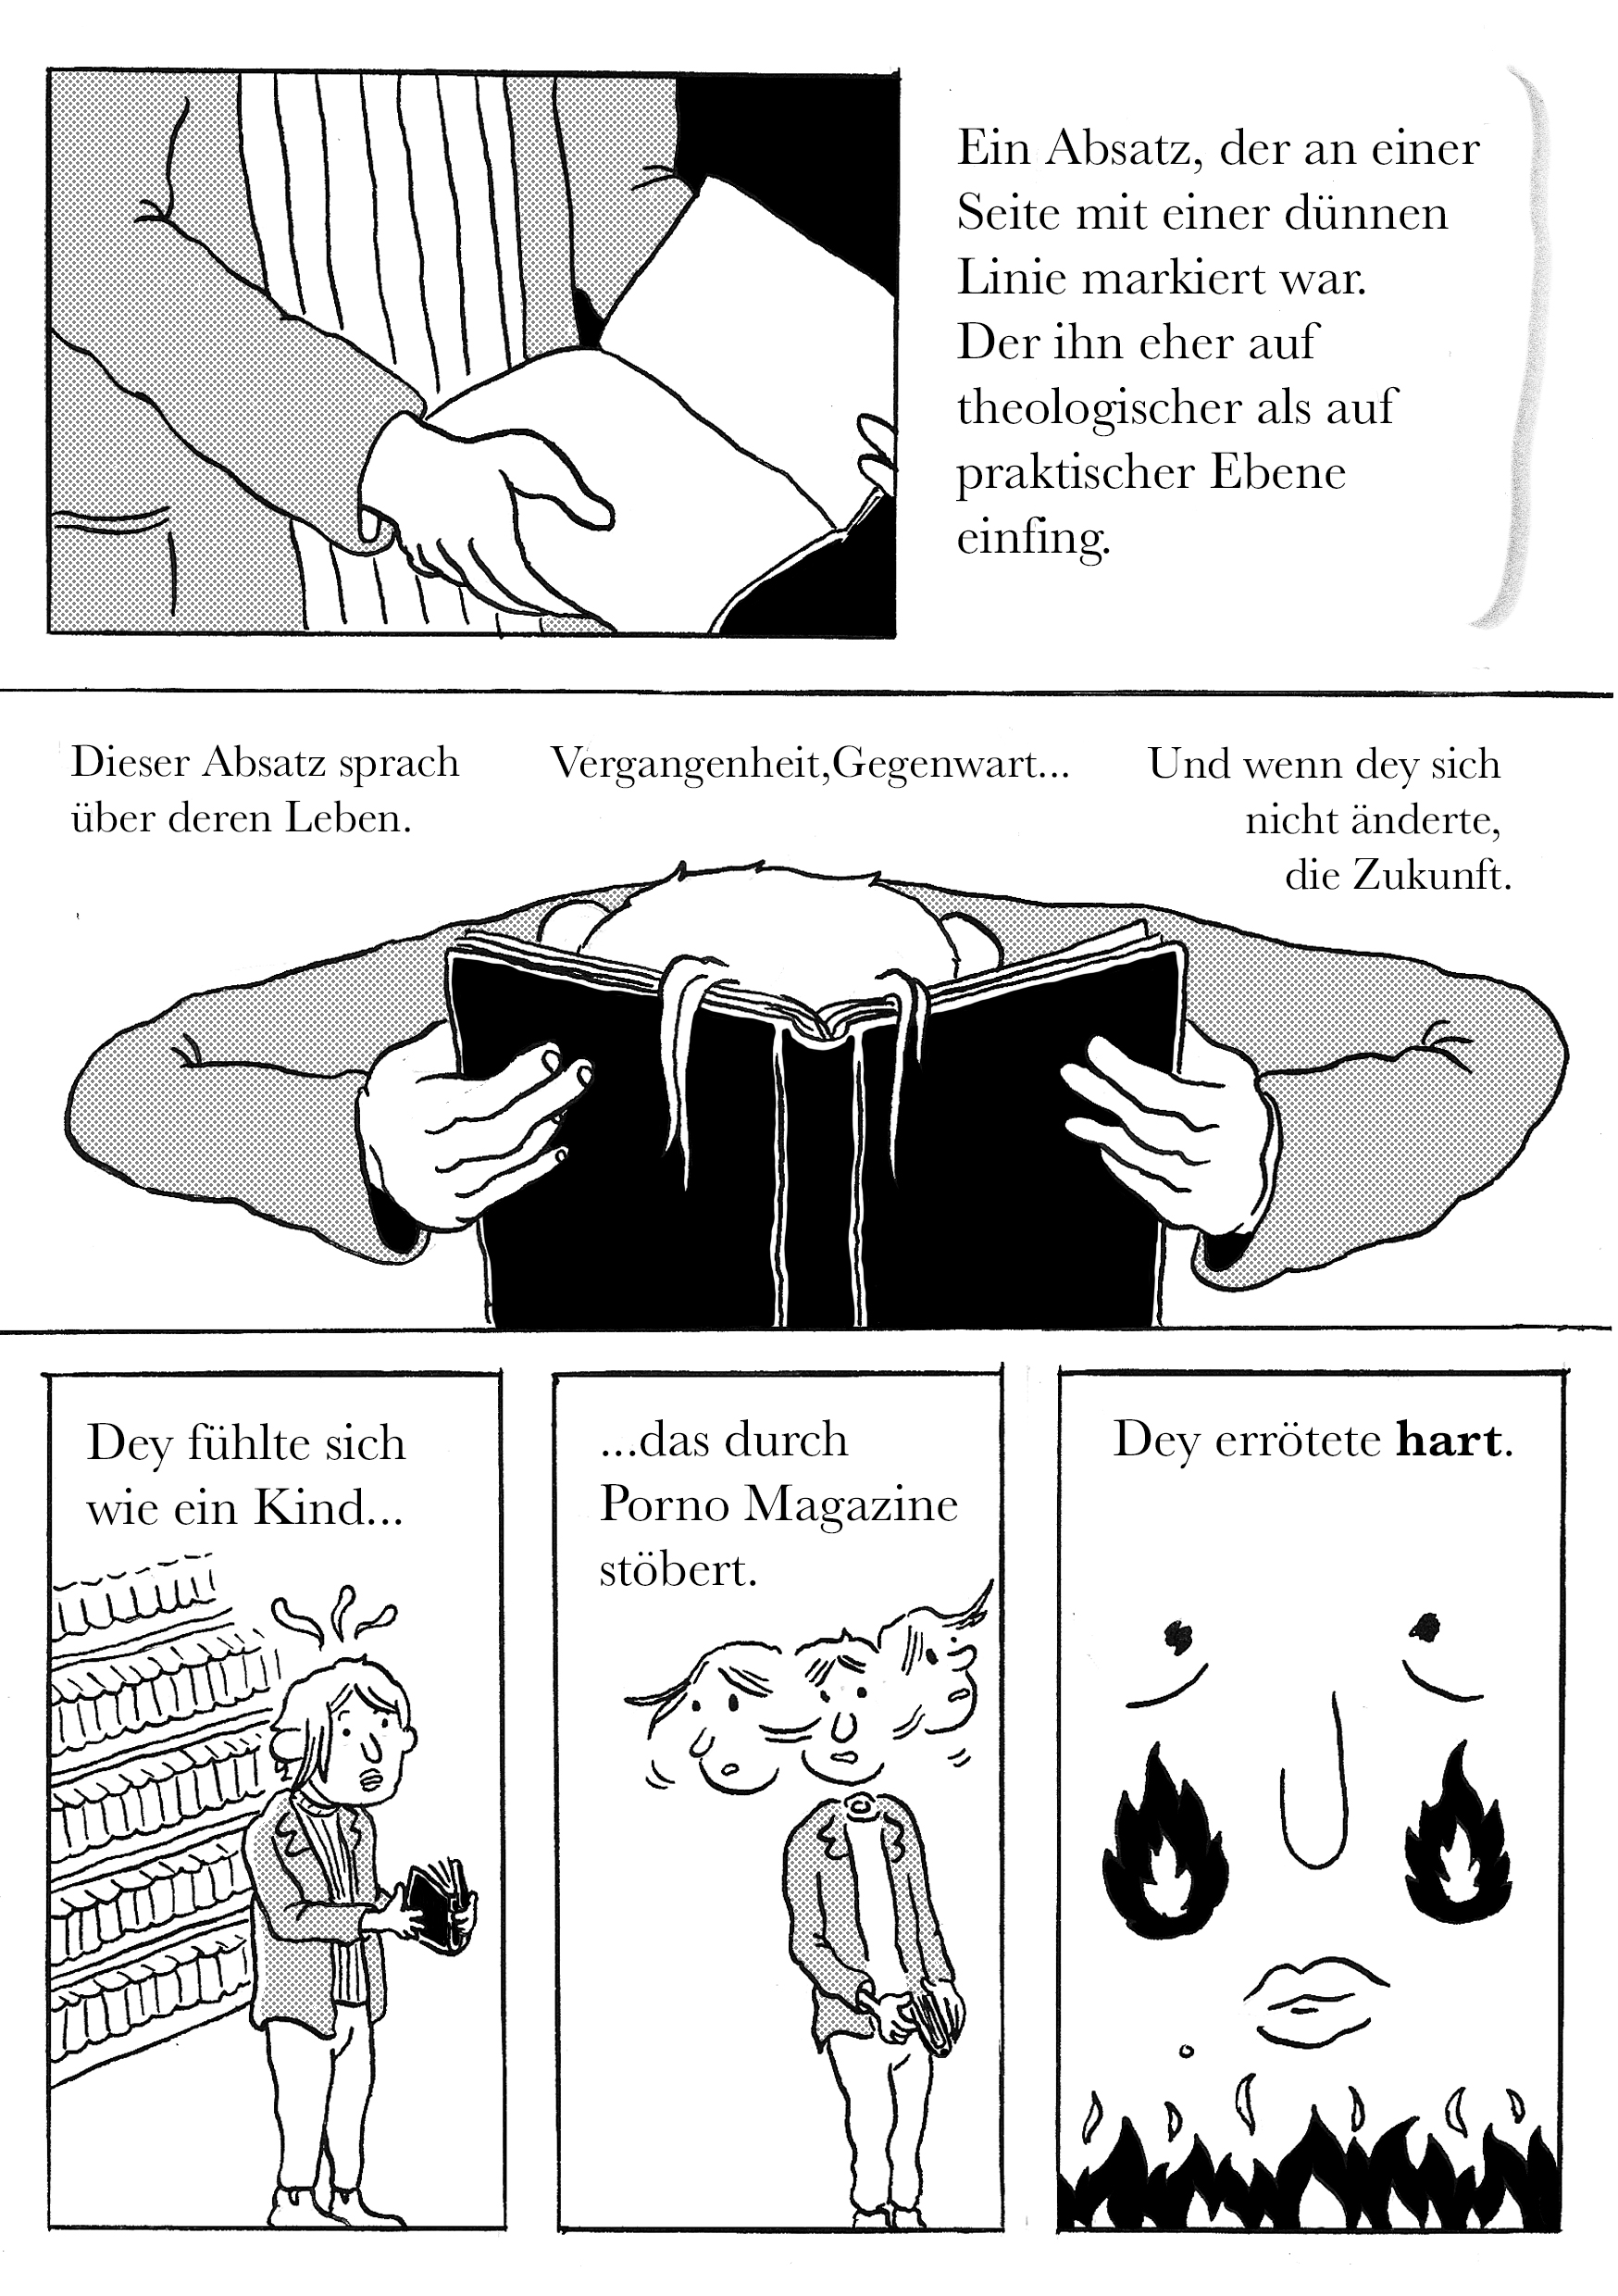 Ein Absatz, der an einer
Seite mit einer dünnen
Linie markiert war.
Der ihn eher auf
theologischer als auf
praktischer Ebene
einfing.
Dieser Absatz sprach
über deren Leben.
Vergangenheit,Gegenwart...
Und wenn dey sich
nicht änderte,
die Zukunft.
Dey fühlte sich
wie ein Kind...
...das durch
Porno Magazine
stöbert.
Dey errötete hart.